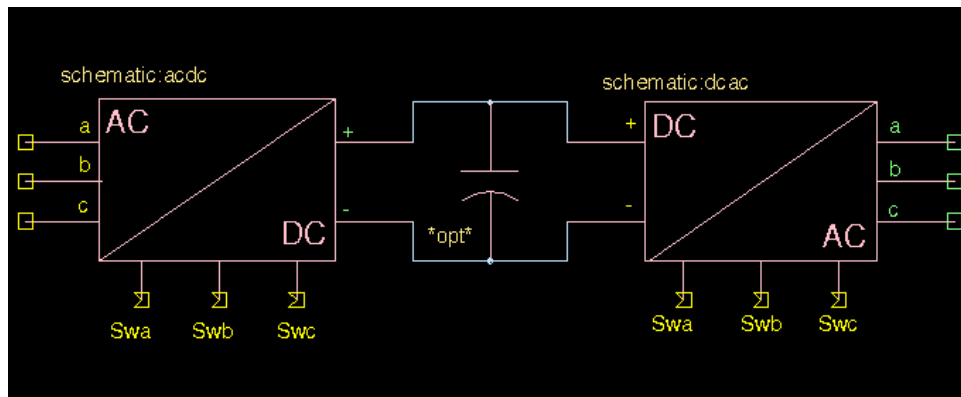 schematic:acdc
schematic:dcac
a
AC
+
+
DC
a
b
b
c
-
DC
*opt*
-
AC
c
Swa
Swb
Swc
Swa
Swb
Swc